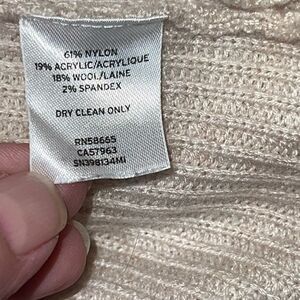 61% NYLON
19% ACRYLIC/ACRYLIQUE
18% WOOL/LAINE
2% SPANDEX
DRY CLEAN ONLY
RN58665
CA57963
SN398134MI